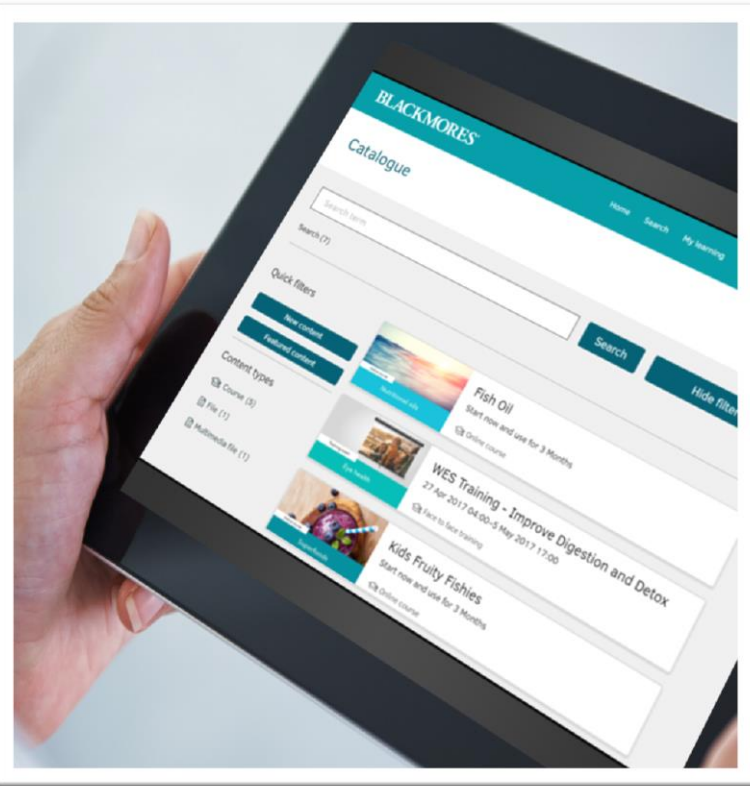 BLACKMORES
Catalogue
Home Search My learning
Search term
Search (7)
Search
Hide filter
Quick filters
New content
Featured content
Content types
Course (5)
File (1)
Multimedia file (1)
Nutritional oils
Fish Oil
Start now and use for 3 Months
Online course
Eye health
WES Training - Improve Digestion and Detox
27 Apr 2017 04:00-5 May 2017 17:00
Face to face training
Superfoods
Kids Fruity Fishies
Start now and use for 3 Months
Online course